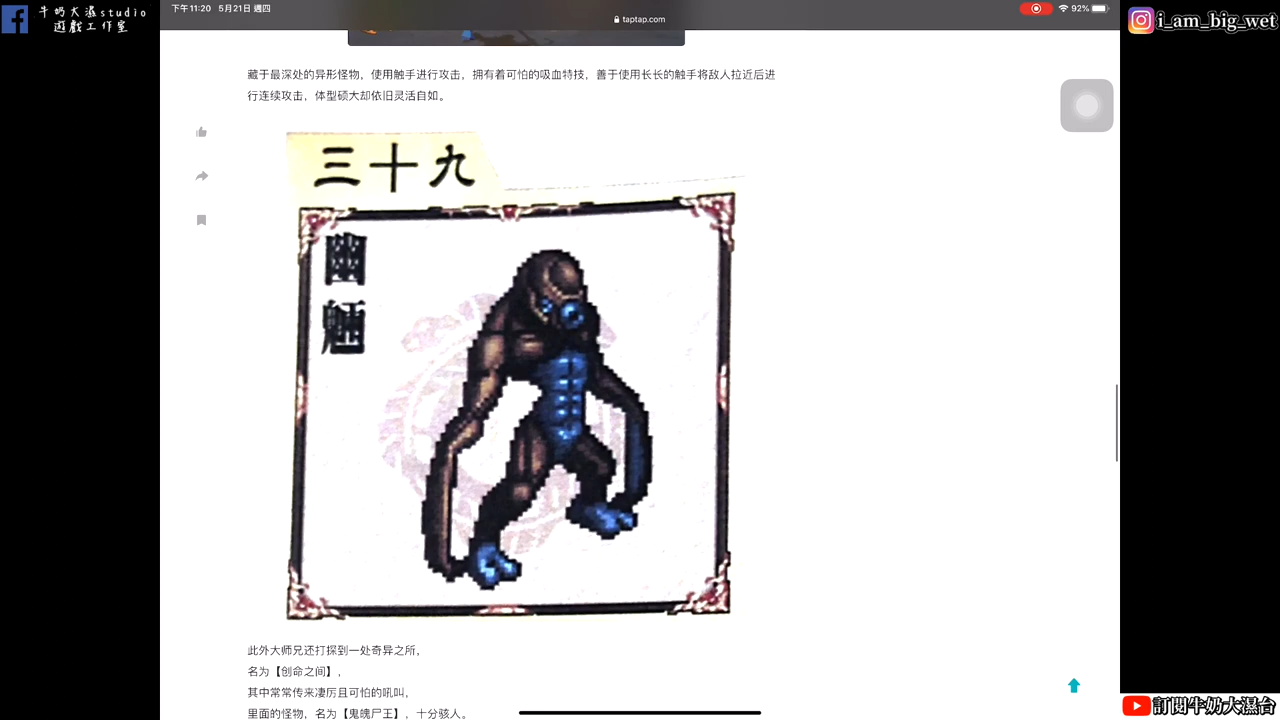 牛奶大濕studio
遊戲工作室
下午11:20 5月21日 週四
taptap.com
92%
i_am_big_wet
藏于最深处的异形怪物，使用触手进行攻击，拥有着可怕的吸血特技，善于使用长长的触手将敌人拉近后进
行连续攻击，体型硕大却依旧灵活自如。
三十九
幽
魎
此外大师兄还打探到一处奇异之所，
名为【创命之间】，
其中常常传来凄厉且可怕的吼叫，
里面的怪物，名为【鬼魄尸王】，十分骇人。
訂閱牛奶大濕台